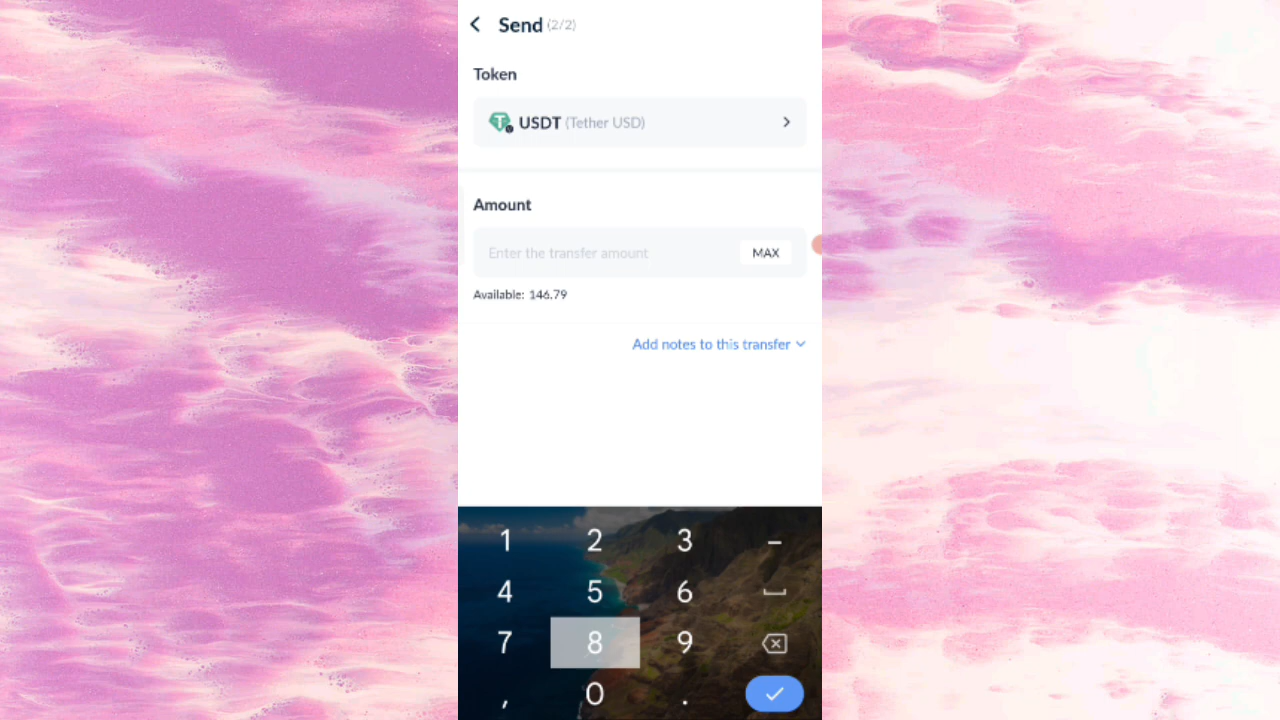 Send (2/2)
Token
USDT (Tether USD)
Amount
Enter the transfer amount MAX
Available: 146.79
Add notes to this transfer
1 2 3 –
4 5 6
7 8 9
, 0 .